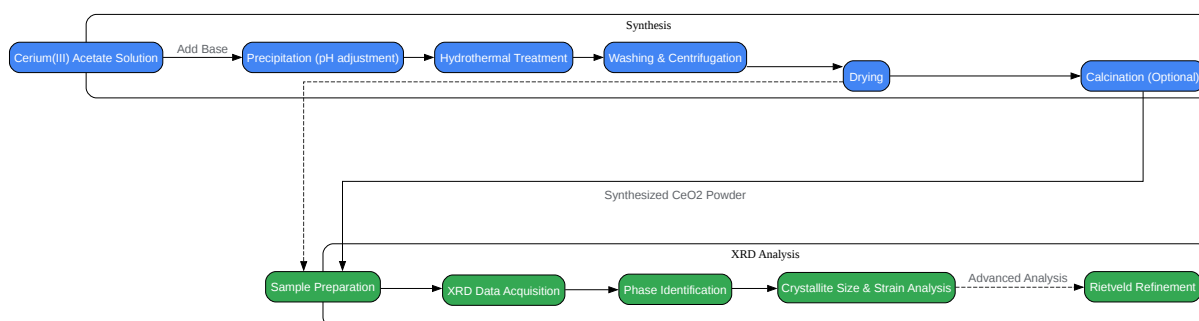 Synthesis
Cerium(III) Acetate Solution
Add Base
Precipitation (pH adjustment)
Hydrothermal Treatment
Washing & Centrifugation
Drying
Calcination (Optional)
Synthesized CeO2 Powder
XRD Analysis
Sample Preparation
XRD Data Acquisition
Phase Identification
Crystallite Size & Strain Analysis
Advanced Analysis
Rietveld Refinement